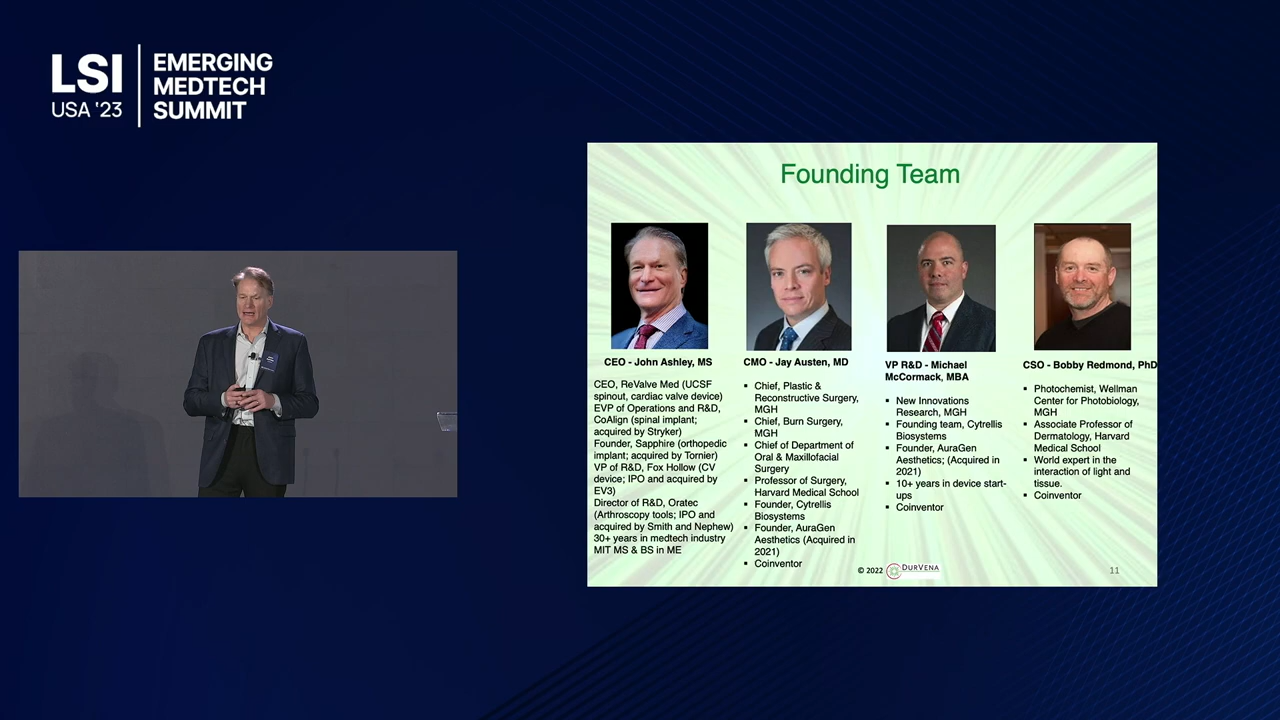 LSI
USA '23
EMERGING
MEDTECH
SUMMIT
Founding Team
CEO - John Ashley, MS
CEO, ReValve Med (UCSF
spinout, cardiac valve device)
EVP of Operations and R&D,
CoAlign (spinal implant;
acquired by Stryker)
Founder, Sapphire (orthopedic
implant; acquired by Tornier)
VP of R&D, Fox Hollow (CV
device; IPO and acquired by
EV3)
Director of R&D, Oratec
(Arthroscopy tools; IPO and
acquired by Smith and Nephew)
30+ years in medtech industry
MIT MS & BS in ME
CMO - Jay Austen, MD
▪ Chief, Plastic &
Reconstructive Surgery,
MGH
▪ Chief, Burn Surgery,
MGH
▪ Chief of Department of
Oral & Maxillofacial
Surgery
▪ Professor of Surgery,
Harvard Medical School
▪ Founder, Cytrellis
Biosystems
▪ Founder, AuraGen
Aesthetics (Acquired in
2021)
▪ Coinventor
VP R&D - Michael
McCormack, MBA
▪ New Innovations
Research, MGH
▪ Founding team, Cytrellis
Biosystems
▪ Founder, AuraGen
Aesthetics; (Acquired in
2021)
▪ 10+ years in device start-
ups
▪ Coinventor
CSO - Bobby Redmond, PhD
▪ Photochemist, Wellman
Center for Photobiology,
MGH
▪ Associate Professor of
Dermatology, Harvard
Medical School
▪ World expert in the
interaction of light and
tissue.
▪ Coinventor
© 2022 DURVENA
11